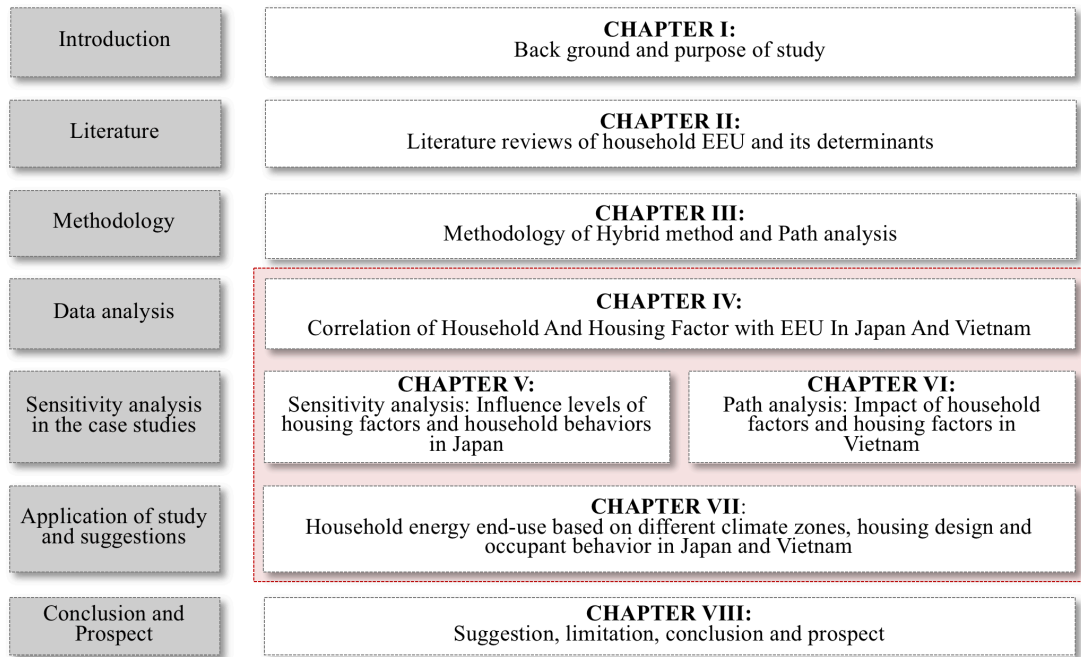 Introduction
CHAPTER I:
Back ground and purpose of study
Literature
CHAPTER II:
Literature reviews of household EEU and its determinants
Methodology
CHAPTER III:
Methodology of Hybrid method and Path analysis
Data analysis
CHAPTER IV:
Correlation of Household And Housing Factor with EEU In Japan And Vietnam
Sensitivity analysis
in the case studies
CHAPTER V:
Sensitivity analysis: Influence levels of
housing factors and household behaviors
in Japan
CHAPTER VI:
Path analysis: Impact of household
factors and housing factors in
Vietnam
Application of study
and suggestions
CHAPTER VII:
Household energy end-use based on different climate zones, housing design and
occupant behavior in Japan and Vietnam
Conclusion and
Prospect
CHAPTER VIII:
Suggestion, limitation, conclusion and prospect